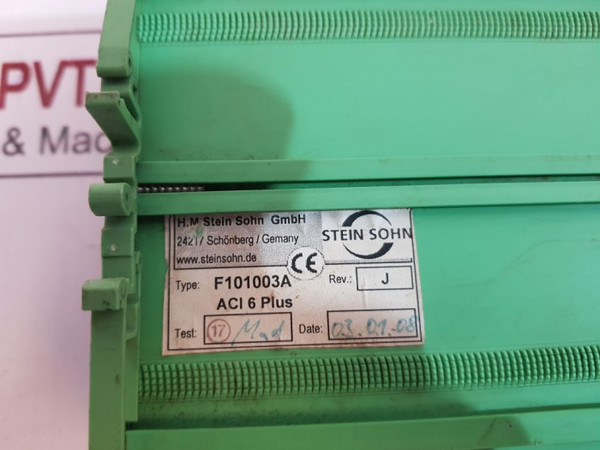 PVT
& Mac
H.M Stein Sohn GmbH
24217 Schönberg / Gemany
www.steinsohn.de
STEIN SOHN
CE
Type: F101003A
Rev.: J
ACI 6 Plus
Test: 17
Date: 03.01.08